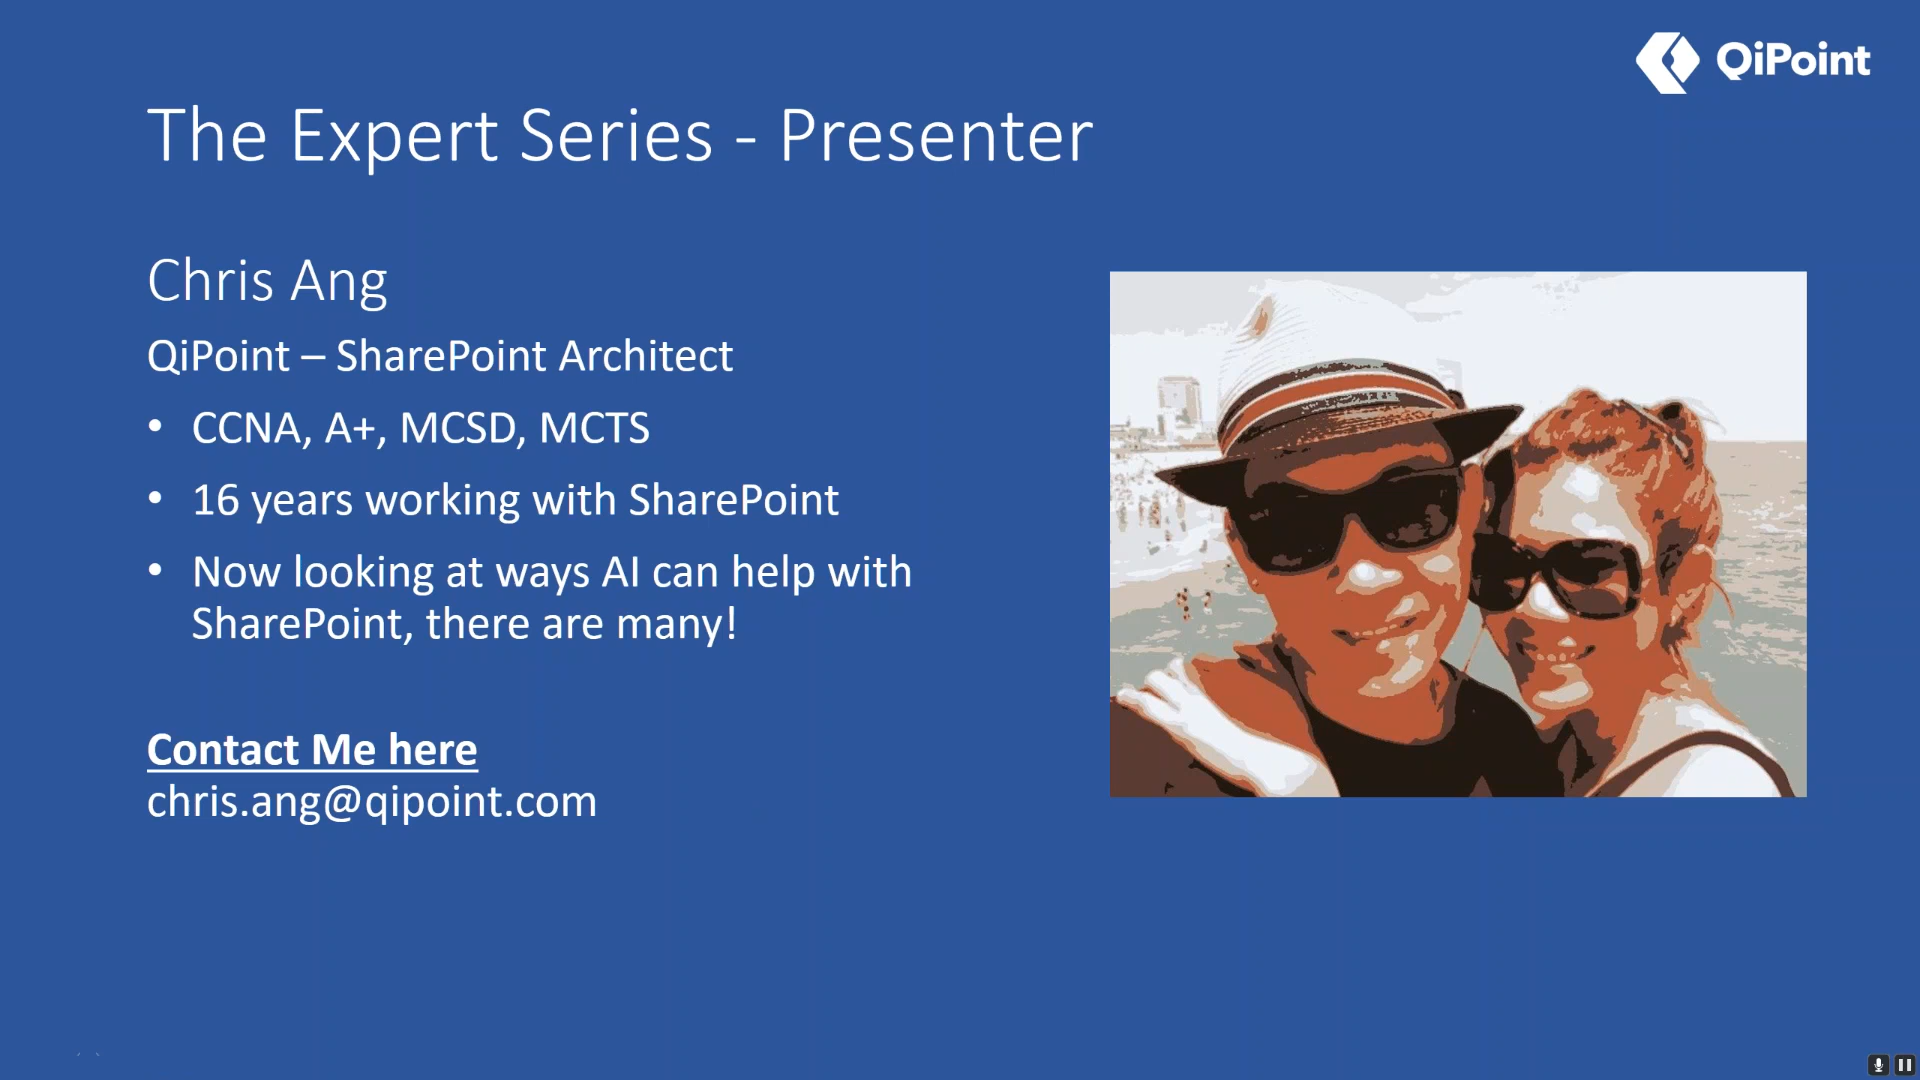 QiPoint
The Expert Series - Presenter
Chris Ang
QiPoint – SharePoint Architect
• CCNA, A+, MCSD, MCTS
• 16 years working with SharePoint
• Now looking at ways AI can help with
SharePoint, there are many!
Contact Me here
chris.ang@qipoint.com